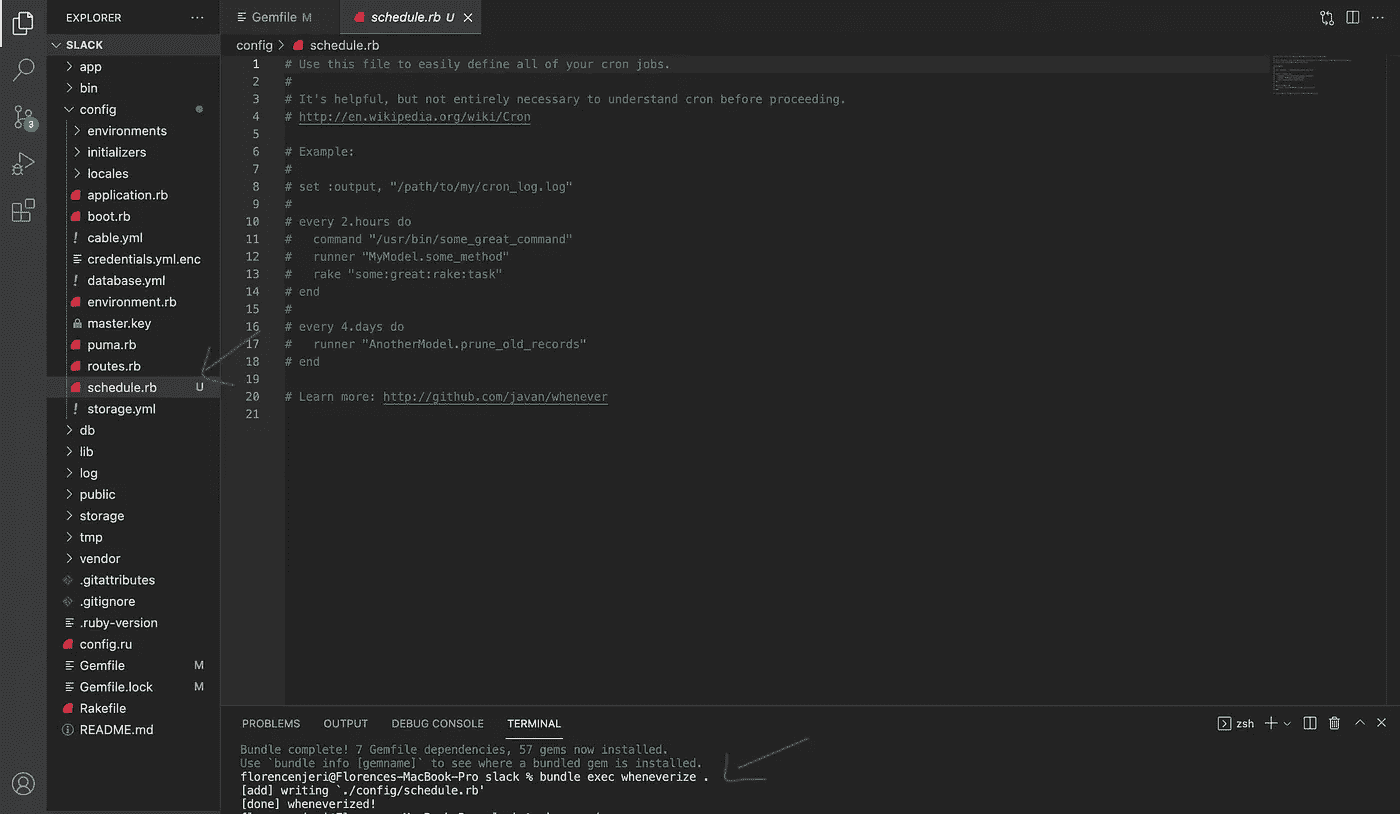 EXPLORER
SLACK
app
bin
config
environments
initializers
locales
application.rb
boot.rb
cable.yml
credentials.yml.enc
database.yml
environment.rb
master.key
puma.rb
routes.rb
schedule.rb U
storage.yml
db
lib
log
public
storage
tmp
vendor
.gitattributes
.gitignore
.ruby-version
config.ru
Gemfile M
Gemfile.lock M
Rakefile
README.md
3
Gemfile M
schedule.rb U
config > schedule.rb
1 # Use this file to easily define all of your cron jobs.
2 #
3 # It's helpful, but not entirely necessary to understand cron before proceeding.
4 # http://en.wikipedia.org/wiki/Cron
5
6 # Example:
7 #
8 # set :output, "/path/to/my/cron_log.log"
9 #
10 # every 2.hours do
11 #   command "/usr/bin/some_great_command"
12 #   runner "MyModel.some_method"
13 #   rake "some:great:rake:task"
14 # end
15 #
16 # every 4.days do
17 #   runner "AnotherModel.prune_old_records"
18 # end
19
20 # Learn more: http://github.com/javan/whenever
21
PROBLEMS OUTPUT DEBUG CONSOLE TERMINAL zsh
Bundle complete! 7 Gemfile dependencies, 57 gems now installed.
Use `bundle info [gemname]` to see where a bundled gem is installed.
florencenjeri@Florences-MacBook-Pro slack % bundle exec wheneverize .
[add] writing `./config/schedule.rb'
[done] wheneverized!